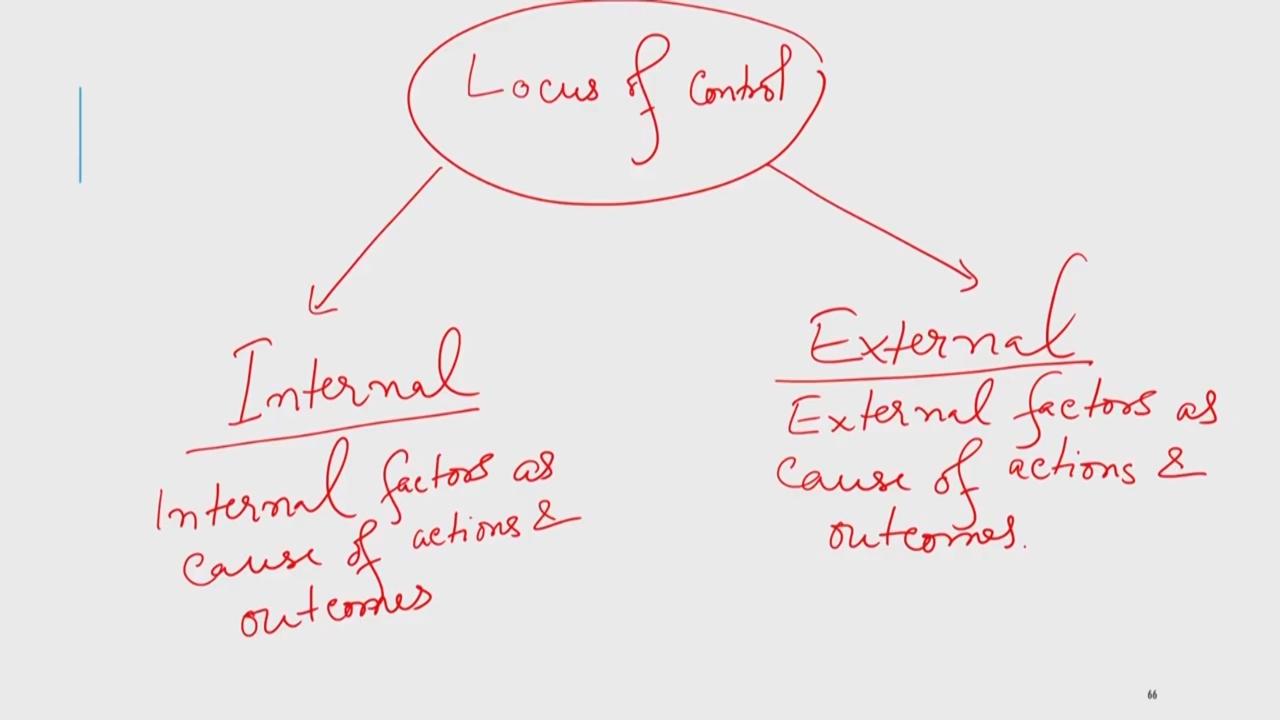 Locus of control
Internal
Internal factors as
cause of actions &
outcomes
External
External factors as
cause of actions &
outcomes.
66